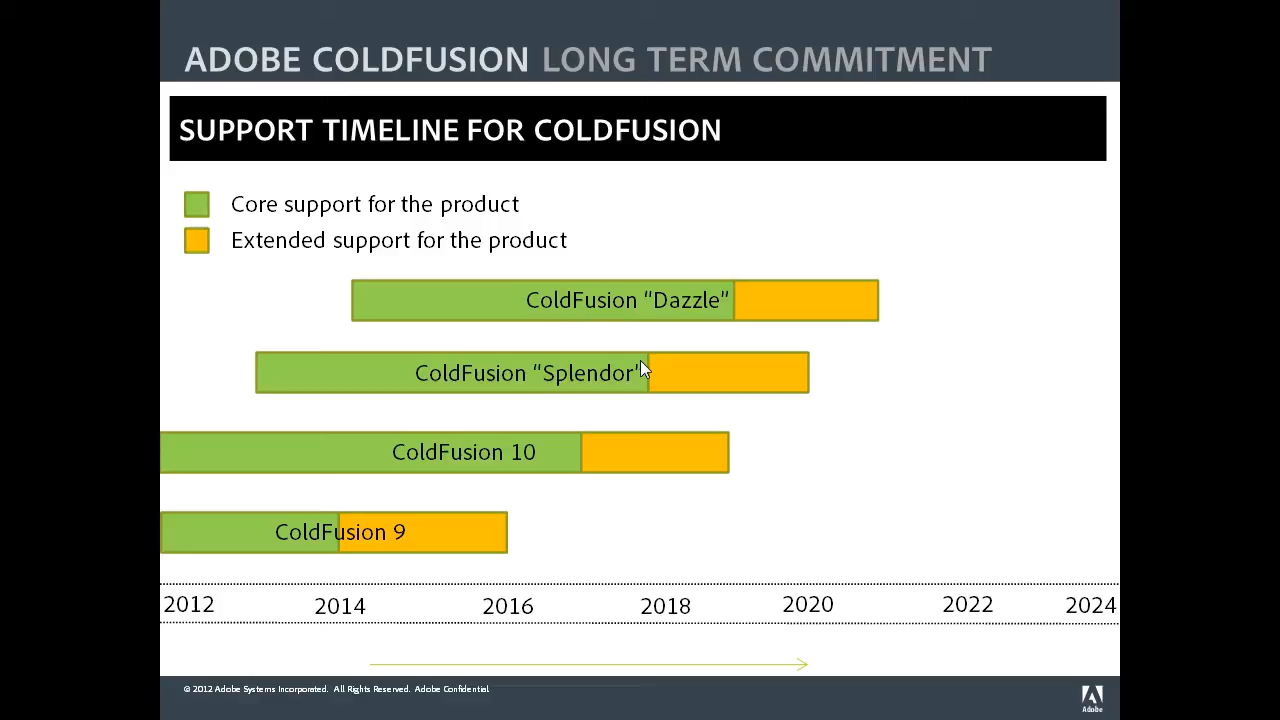 ADOBE COLDFUSION LONG TERM COMMITMENT
SUPPORT TIMELINE FOR COLDFUSION
Core support for the product
Extended support for the product
ColdFusion "Dazzle"
ColdFusion "Splendor"
ColdFusion 10
ColdFusion 9
2012 2014 2016 2018 2020 2022 2024
© 2012 Adobe Systems Incorporated. All Rights Reserved. Adobe Confidential.
Adobe